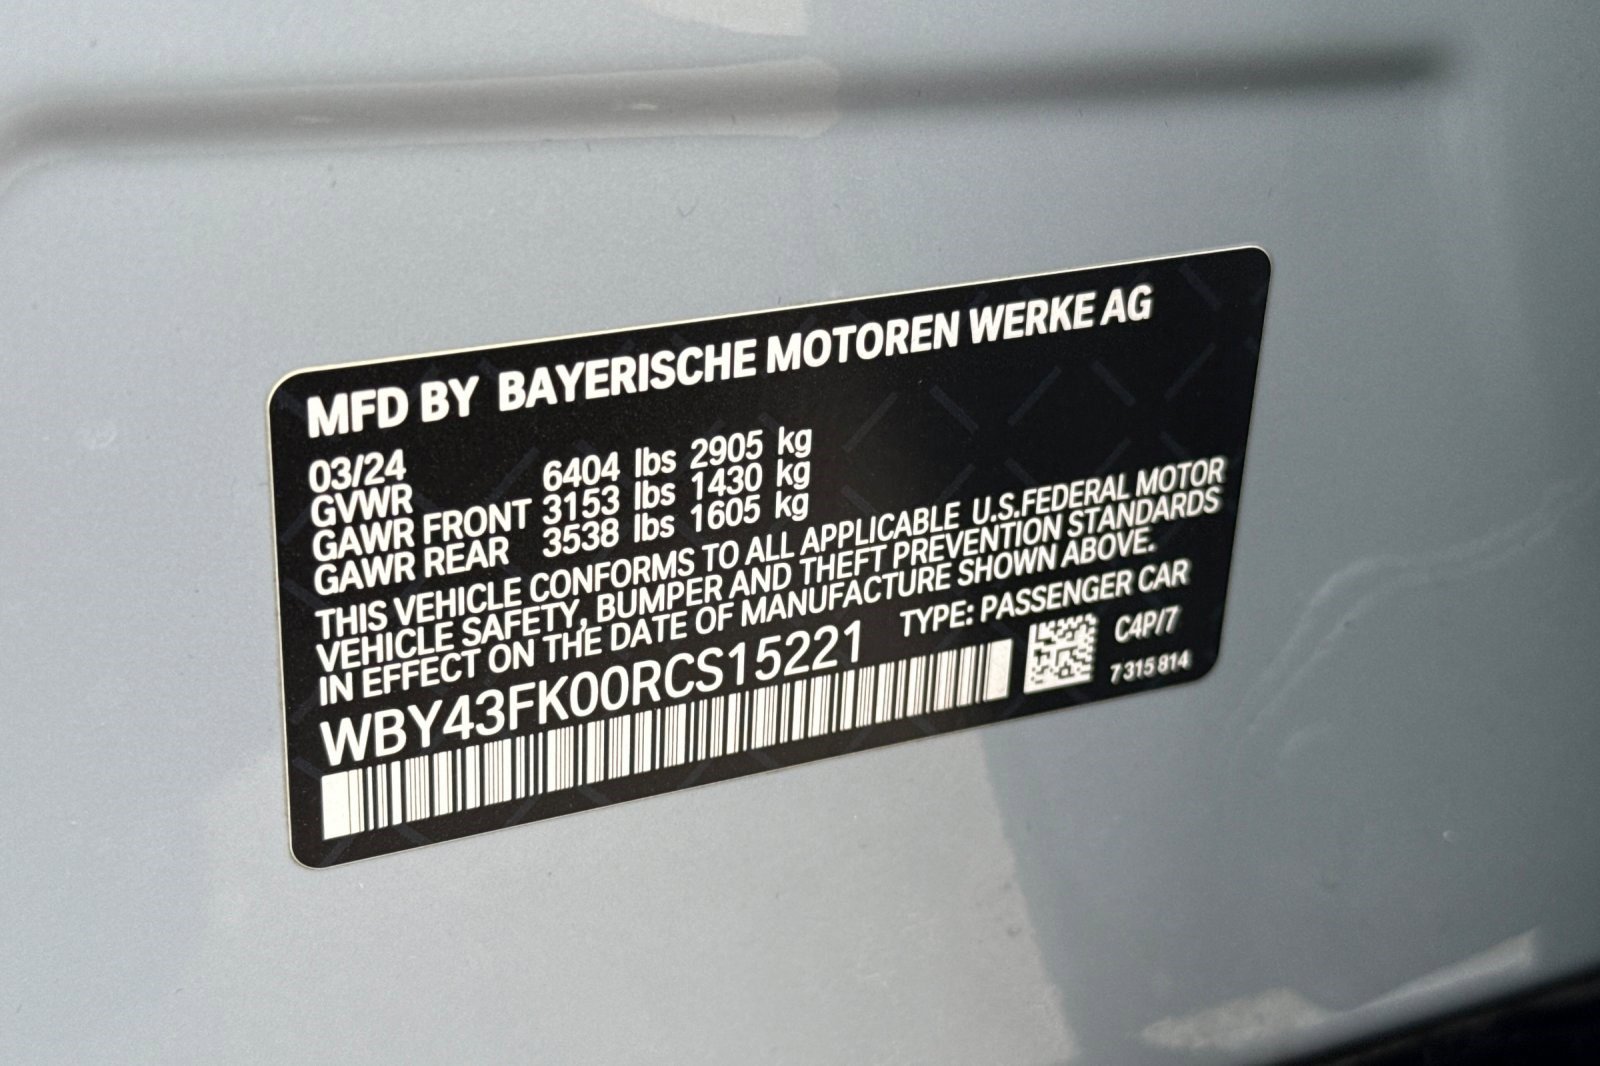 MFD BY BAYERISCHE MOTOREN WERKE AG
03/24
GVWR 6404 lbs 2905 kg
GAWR FRONT 3153 lbs 1430 kg
GAWR REAR 3538 lbs 1605 kg
THIS VEHICLE CONFORMS TO ALL APPLICABLE U.S.FEDERAL MOTOR
VEHICLE SAFETY, BUMPER AND THEFT PREVENTION STANDARDS
IN EFFECT ON THE DATE OF MANUFACTURE SHOWN ABOVE.
WBY43FK00RCS15221 TYPE: PASSENGER CAR
C4P/7
7 315 814